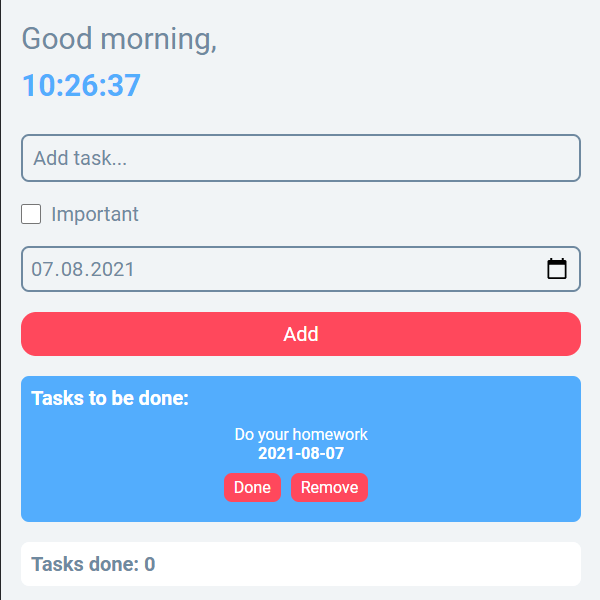 Good morning,
10:26:37
Add task...
Important
07.08.2021
Add
Tasks to be done:
Do your homework
2021-08-07
Done Remove
Tasks done: 0